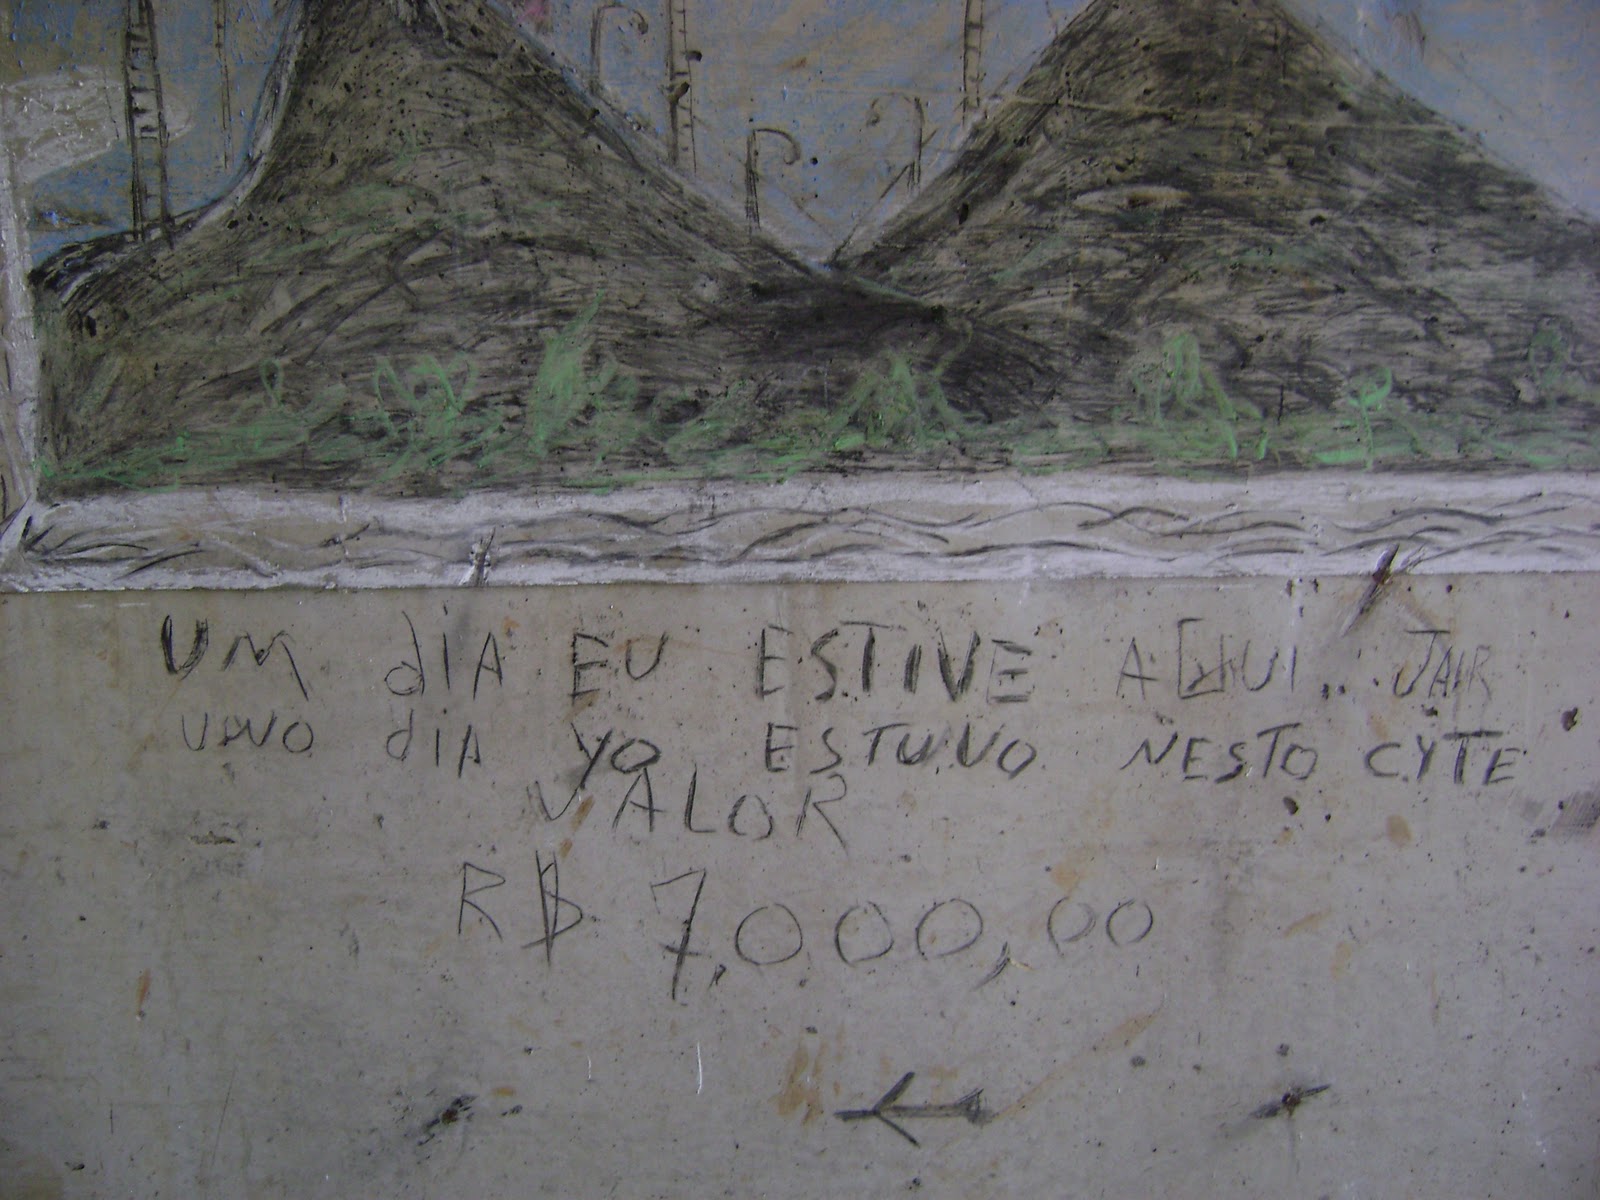 UM dIA EU ESTIVE AQUI... JAIR
UNO dIA YO ESTUVO NESTO CYTE
VALOR
R$ 7,000,00